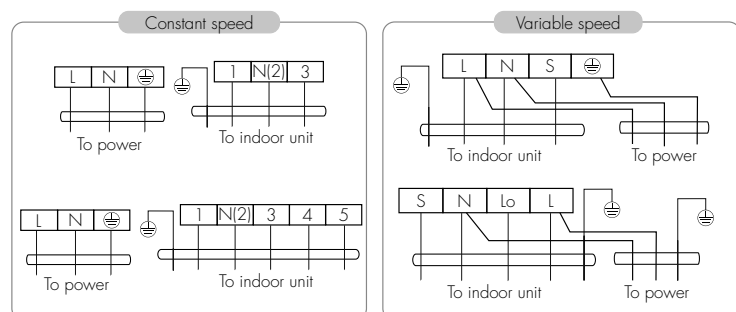 Constant speed
L N 1 N(2) 3
To power To indoor unit
L N 1 N(2) 3 4 5
To power To indoor unit
Variable speed
L N S
To indoor unit To power
S N Lo L
To indoor unit To power